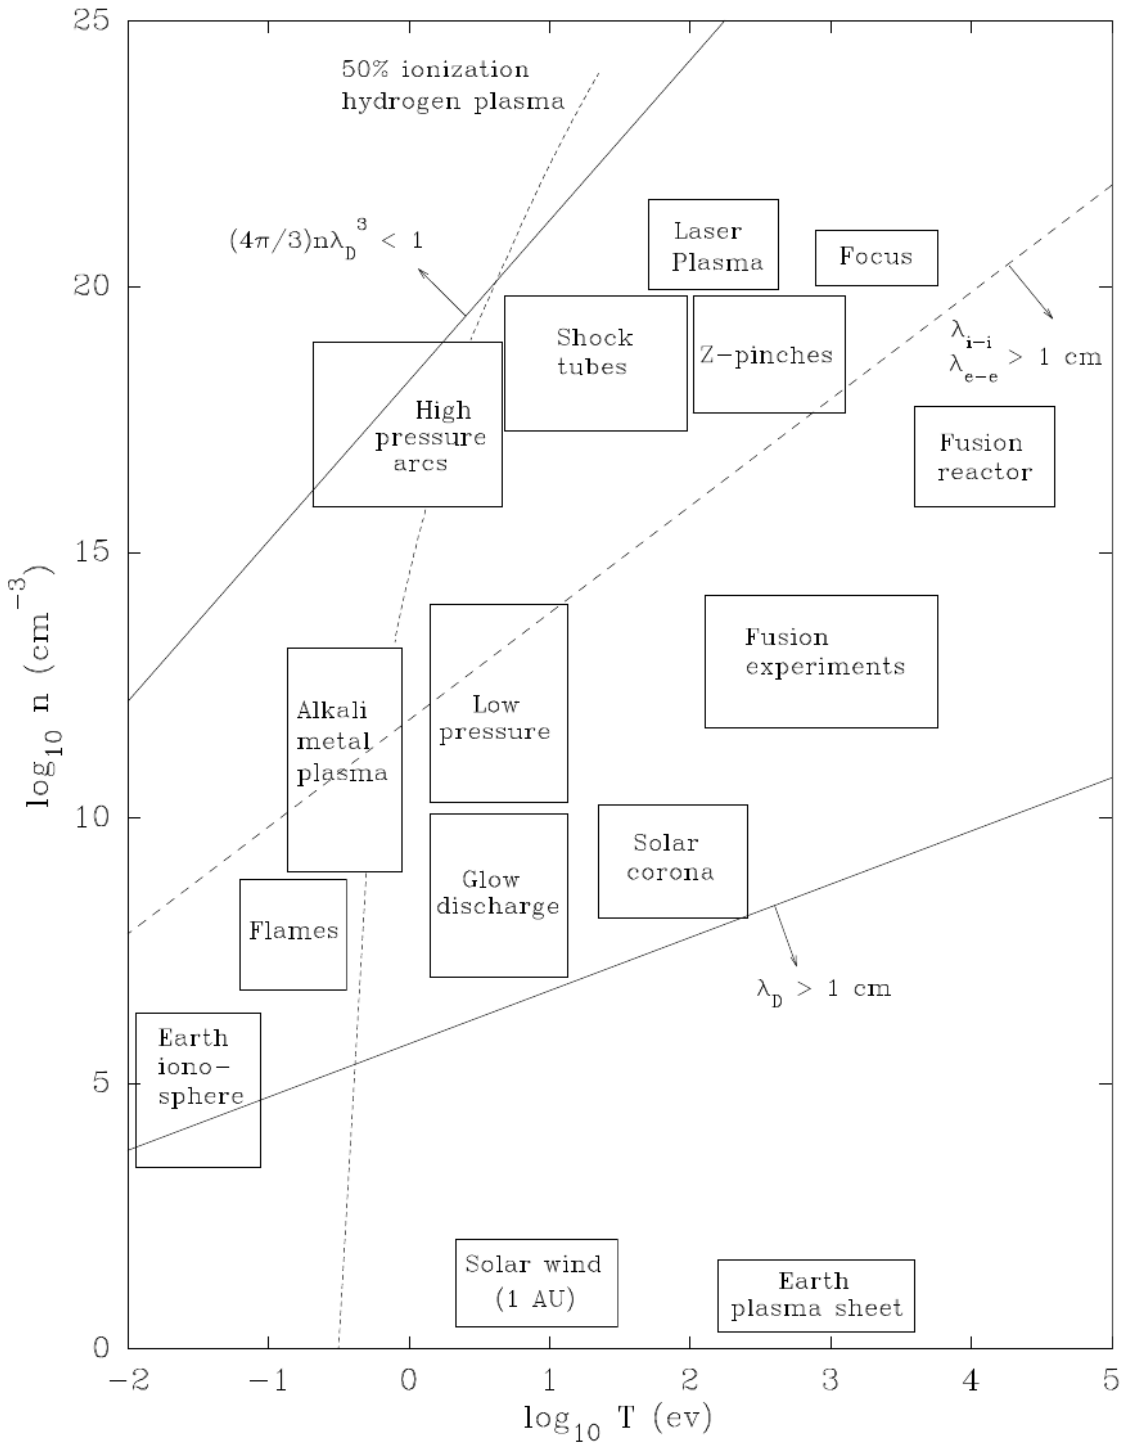 25
50% ionization
hydrogen plasma
(4π/3)nλ_D^3 < 1
Laser
Plasma
Focus
20
Shock
tubes
Z-pinches
λ_i-i
λ_e-e > 1 cm
High
pressure
arcs
Fusion
reactor
15
Fusion
experiments
Alkali
metal
plasma
Low
pressure
log_10 n (cm^-3)
10
Solar
corona
Glow
discharge
Flames
λ_D > 1 cm
Earth
iono-
sphere
5
Solar wind
(1 AU)
Earth
plasma sheet
0
-2 -1 0 1 2 3 4 5
log_10 T (ev)